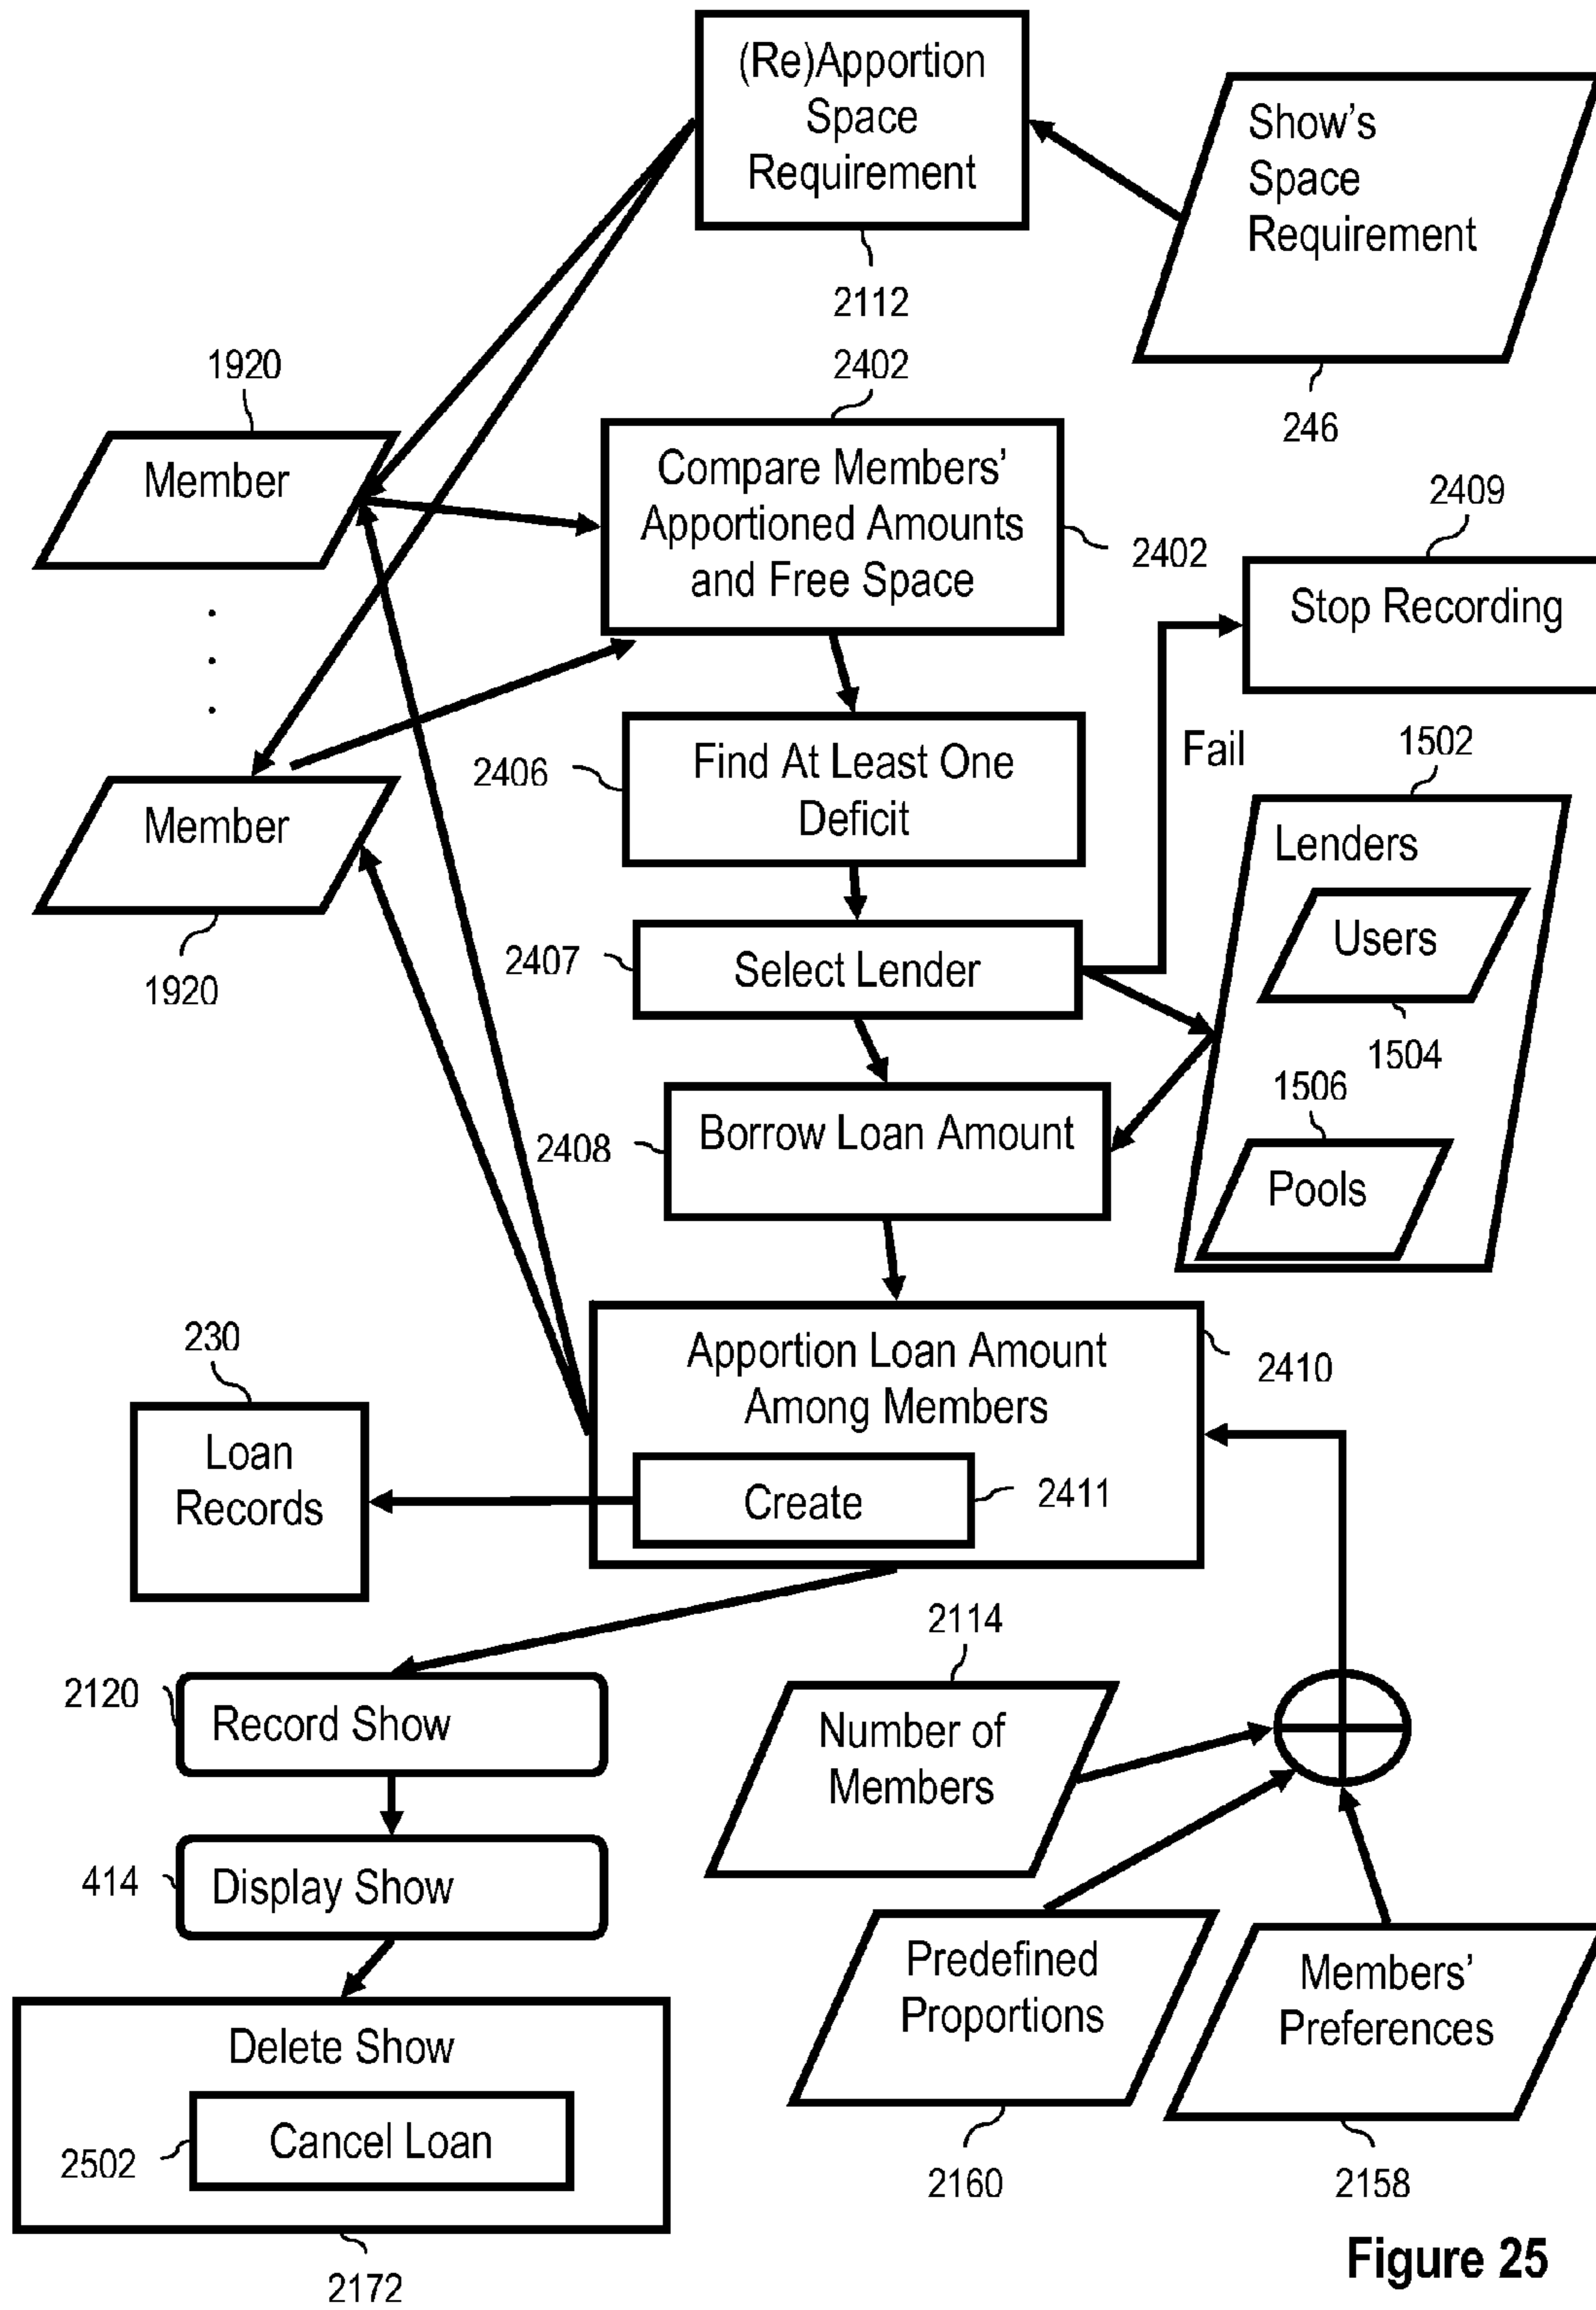 (Re)Apportion
Space
Requirement
2112
Show's
Space
Requirement
246
1920
Member
.
.
.
Member
1920
2402
Compare Members'
Apportioned Amounts
and Free Space
2402
2409
Stop Recording
2406
Find At Least One
Deficit
Fail
1502
Lenders
Users
1504
1506
Pools
2407
Select Lender
2408
Borrow Loan Amount
230
Loan
Records
Apportion Loan Amount
Among Members
2410
Create
2411
2120
Record Show
2114
Number of
Members
414
Display Show
Predefined
Proportions
2160
Members'
Preferences
2158
Delete Show
2502
Cancel Loan
2172
Figure 25